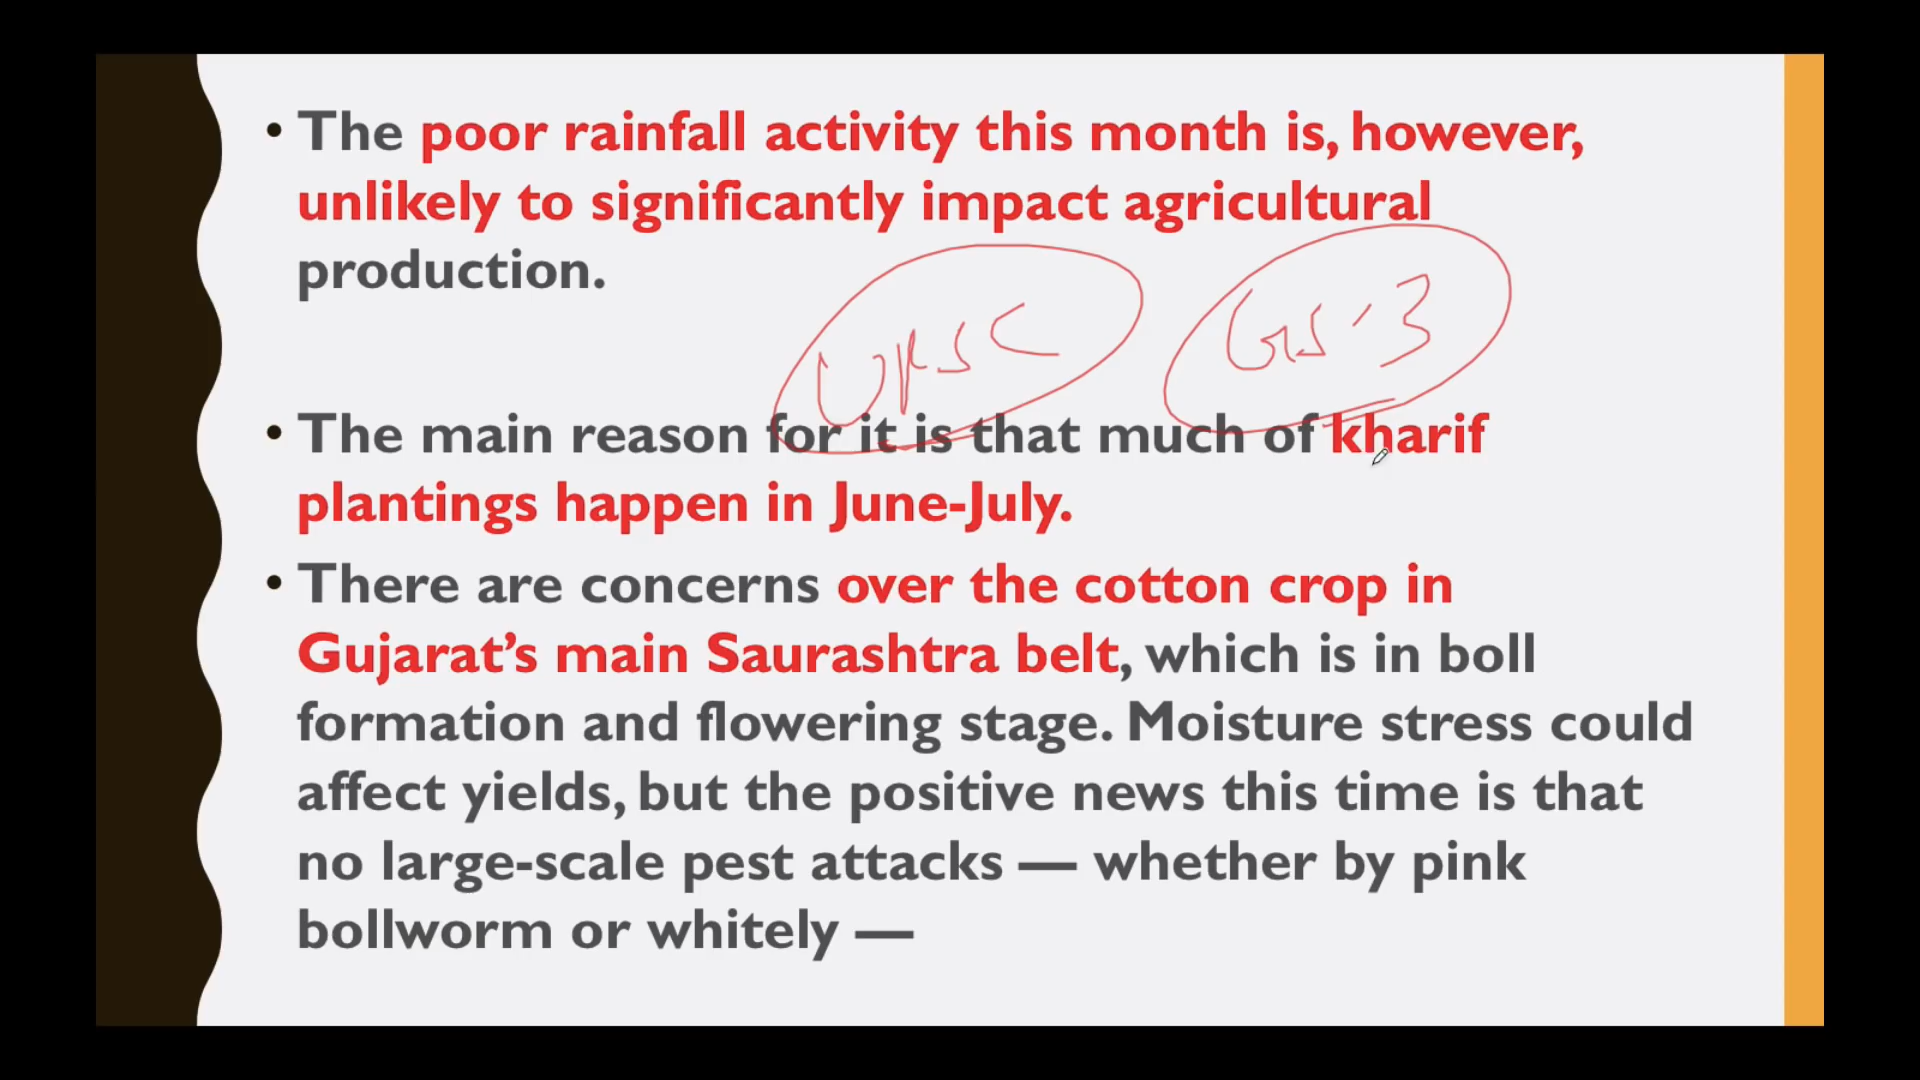 • The poor rainfall activity this month is, however,
unlikely to significantly impact agricultural
production.
UPSC GS-3
• The main reason for it is that much of kharif
plantings happen in June-July.
• There are concerns over the cotton crop in
Gujarat’s main Saurashtra belt, which is in boll
formation and flowering stage. Moisture stress could
affect yields, but the positive news this time is that
no large-scale pest attacks — whether by pink
bollworm or whitely —